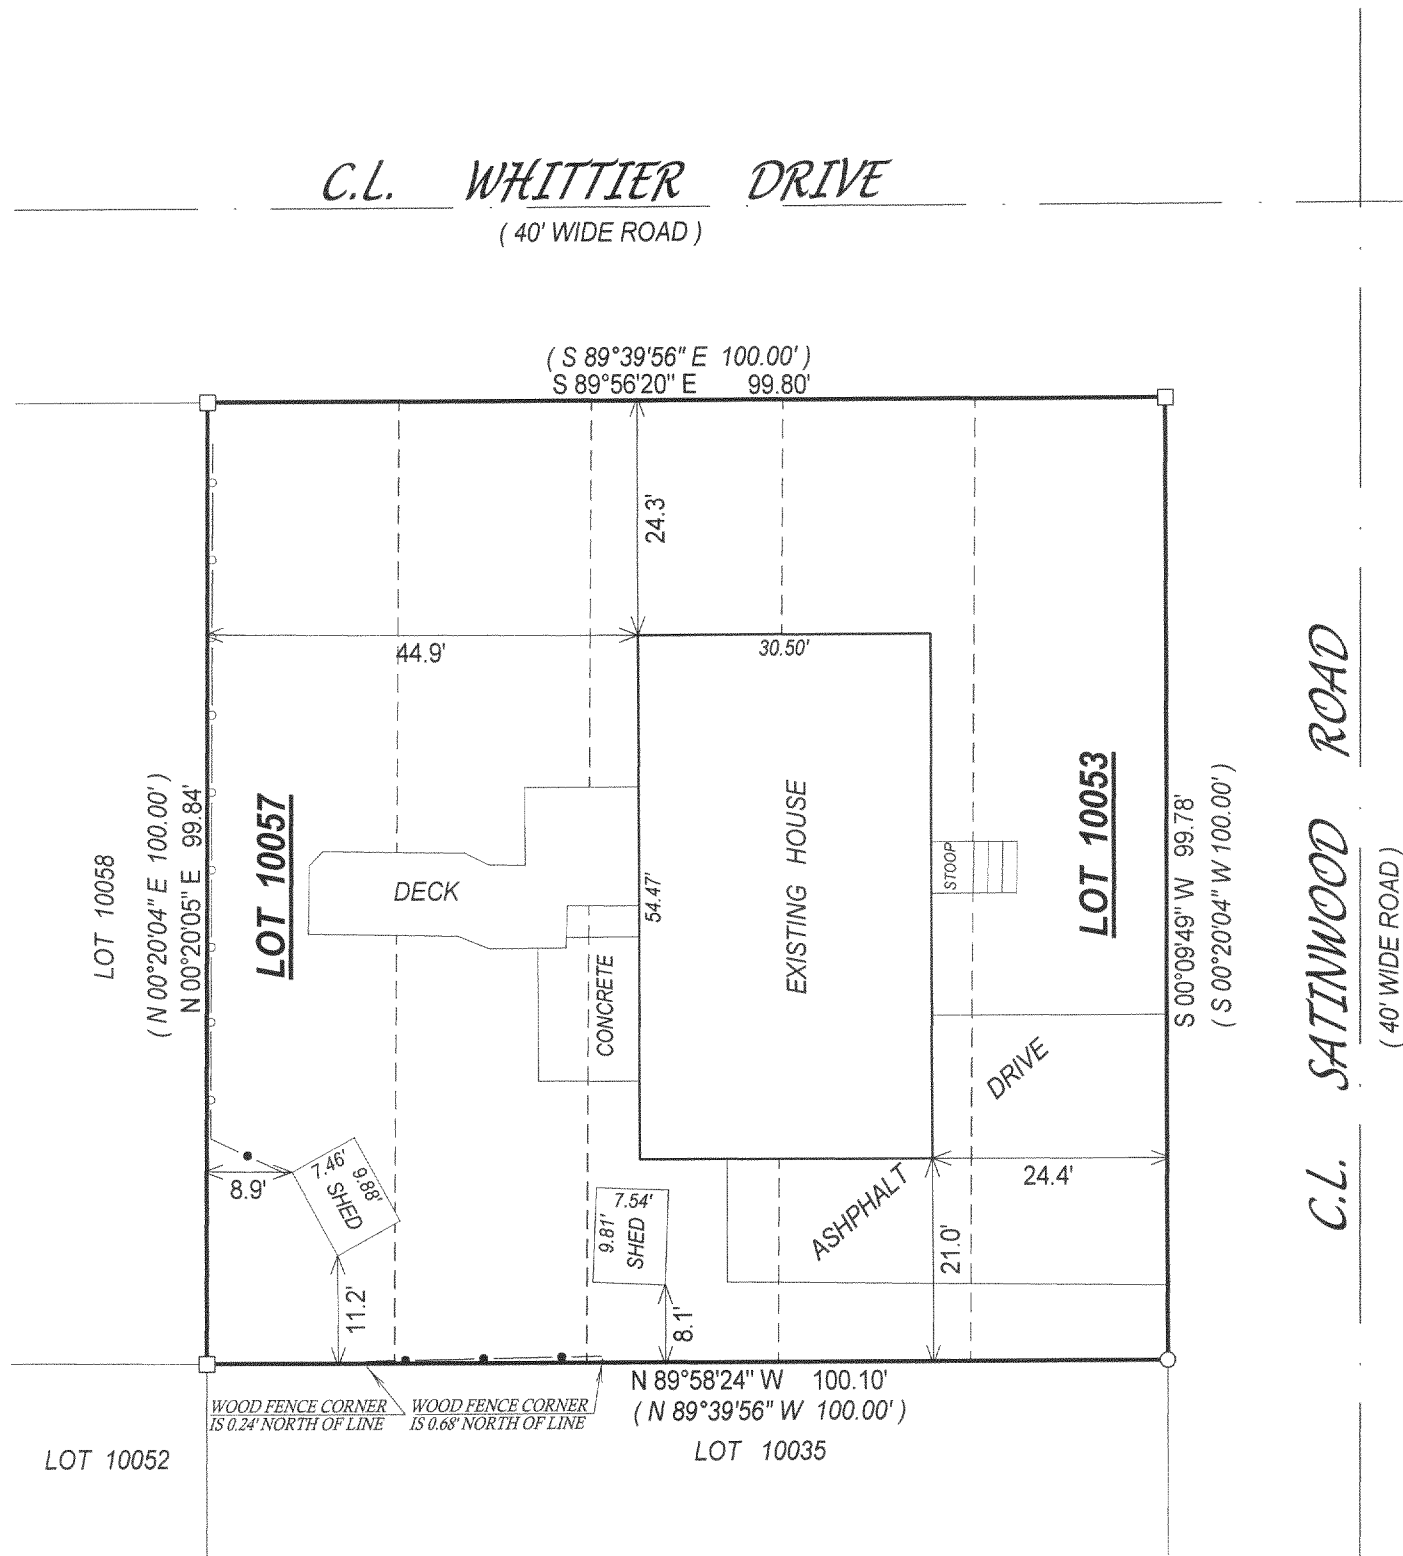 C.L. WHITTIER DRIVE
( 40' WIDE ROAD )
( S 89°39'56" E 100.00' )
S 89°56'20" E 99.80'
24.3'
44.9'
30.50'
LOT 10058
( N 00°20'04" E 100.00' )
N 00°20'05" E 99.84'
LOT 10057
DECK
54.47'
EXISTING HOUSE
STOOP
LOT 10053
S 00°09'49" W 99.78'
( S 00°20'04" W 100.00' )
C.L. SATINWOOD ROAD
( 40' WIDE ROAD )
CONCRETE
DRIVE
ASHPHALT
24.4'
21.0'
8.9'
7.46'
9.88'
SHED
7.54'
9.81'
SHED
11.2'
8.1'
N 89°58'24" W 100.10'
( N 89°39'56" W 100.00' )
WOOD FENCE CORNER
IS 0.24' NORTH OF LINE
WOOD FENCE CORNER
IS 0.68' NORTH OF LINE
LOT 10052
LOT 10035